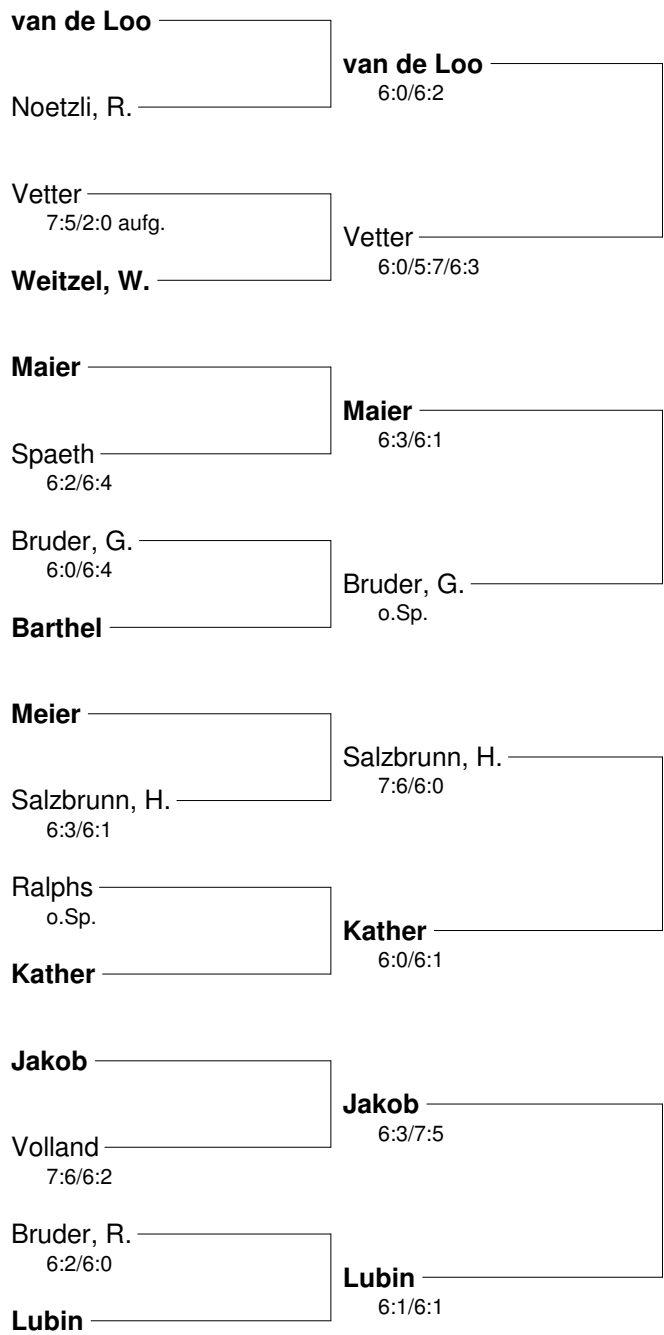 van de Loo
Noetzli, R.
Vetter
7:5/2:0 aufg.
Weitzel, W.
Maier
Spaeth
6:2/6:4
Bruder, G.
6:0/6:4
Barthel
Meier
Salzbrunn, H.
6:3/6:1
Ralphs
o.Sp.
Kather
Jakob
Volland
7:6/6:2
Bruder, R.
6:2/6:0
Lubin
van de Loo
6:0/6:2
Vetter
6:0/5:7/6:3
Maier
6:3/6:1
Bruder, G.
o.Sp.
Salzbrunn, H.
7:6/6:0
Kather
6:0/6:1
Jakob
6:3/7:5
Lubin
6:1/6:1